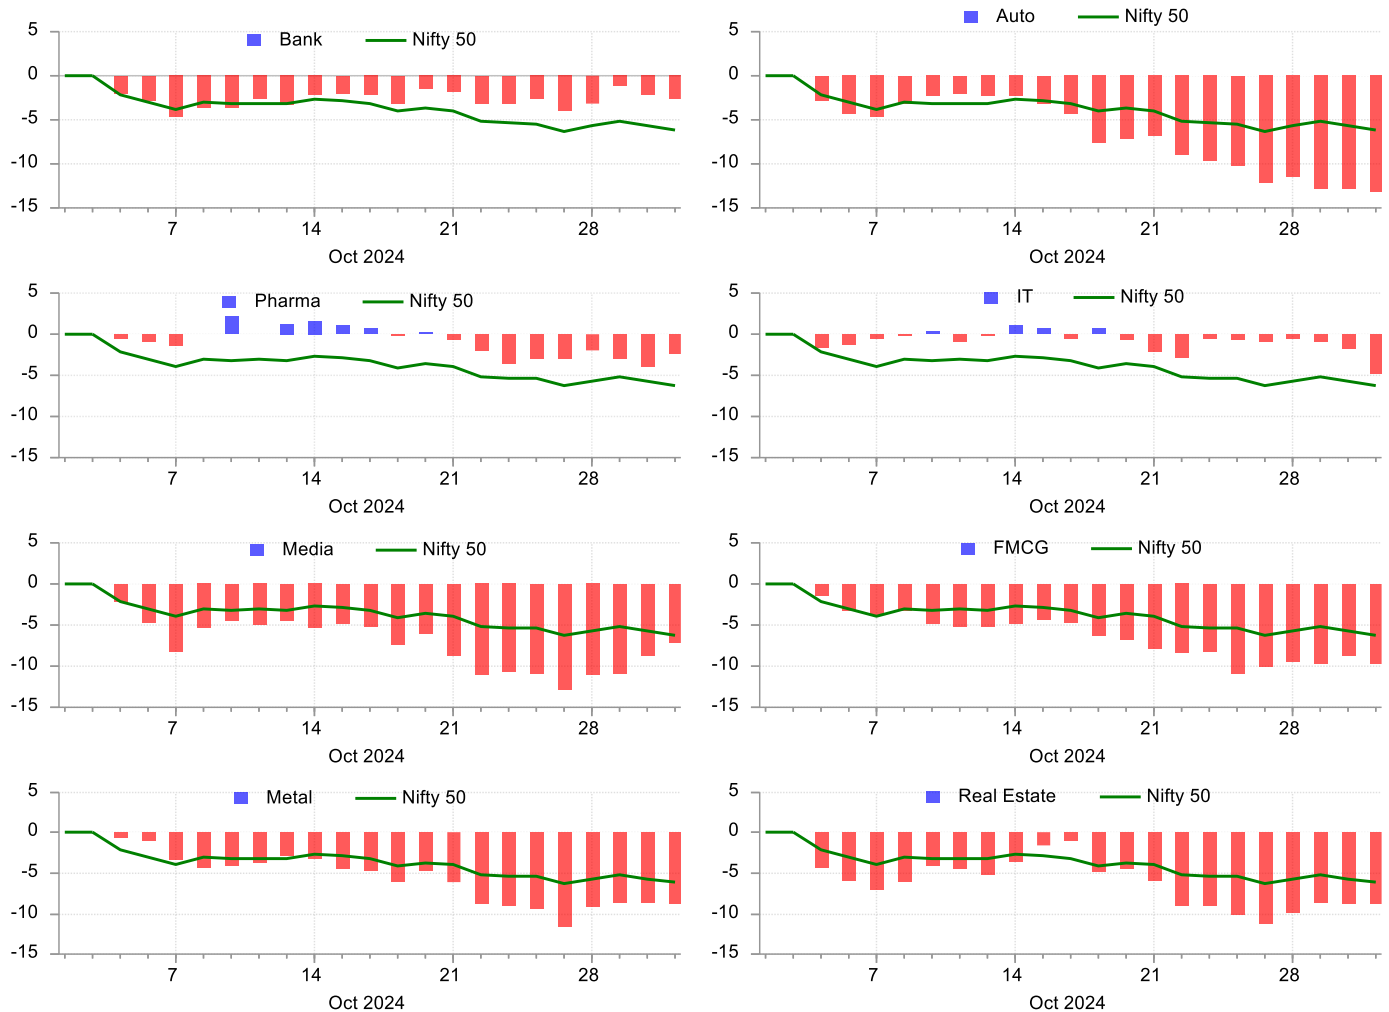 Bank Nifty 50
5
0
-5
-10
-15
7 14 21 28
Oct 2024
Auto Nifty 50
5
0
-5
-10
-15
7 14 21 28
Oct 2024
Pharma Nifty 50
5
0
-5
-10
-15
7 14 21 28
Oct 2024
IT Nifty 50
5
0
-5
-10
-15
7 14 21 28
Oct 2024
Media Nifty 50
5
0
-5
-10
-15
7 14 21 28
Oct 2024
FMCG Nifty 50
5
0
-5
-10
-15
7 14 21 28
Oct 2024
Metal Nifty 50
5
0
-5
-10
-15
7 14 21 28
Oct 2024
Real Estate Nifty 50
5
0
-5
-10
-15
7 14 21 28
Oct 2024